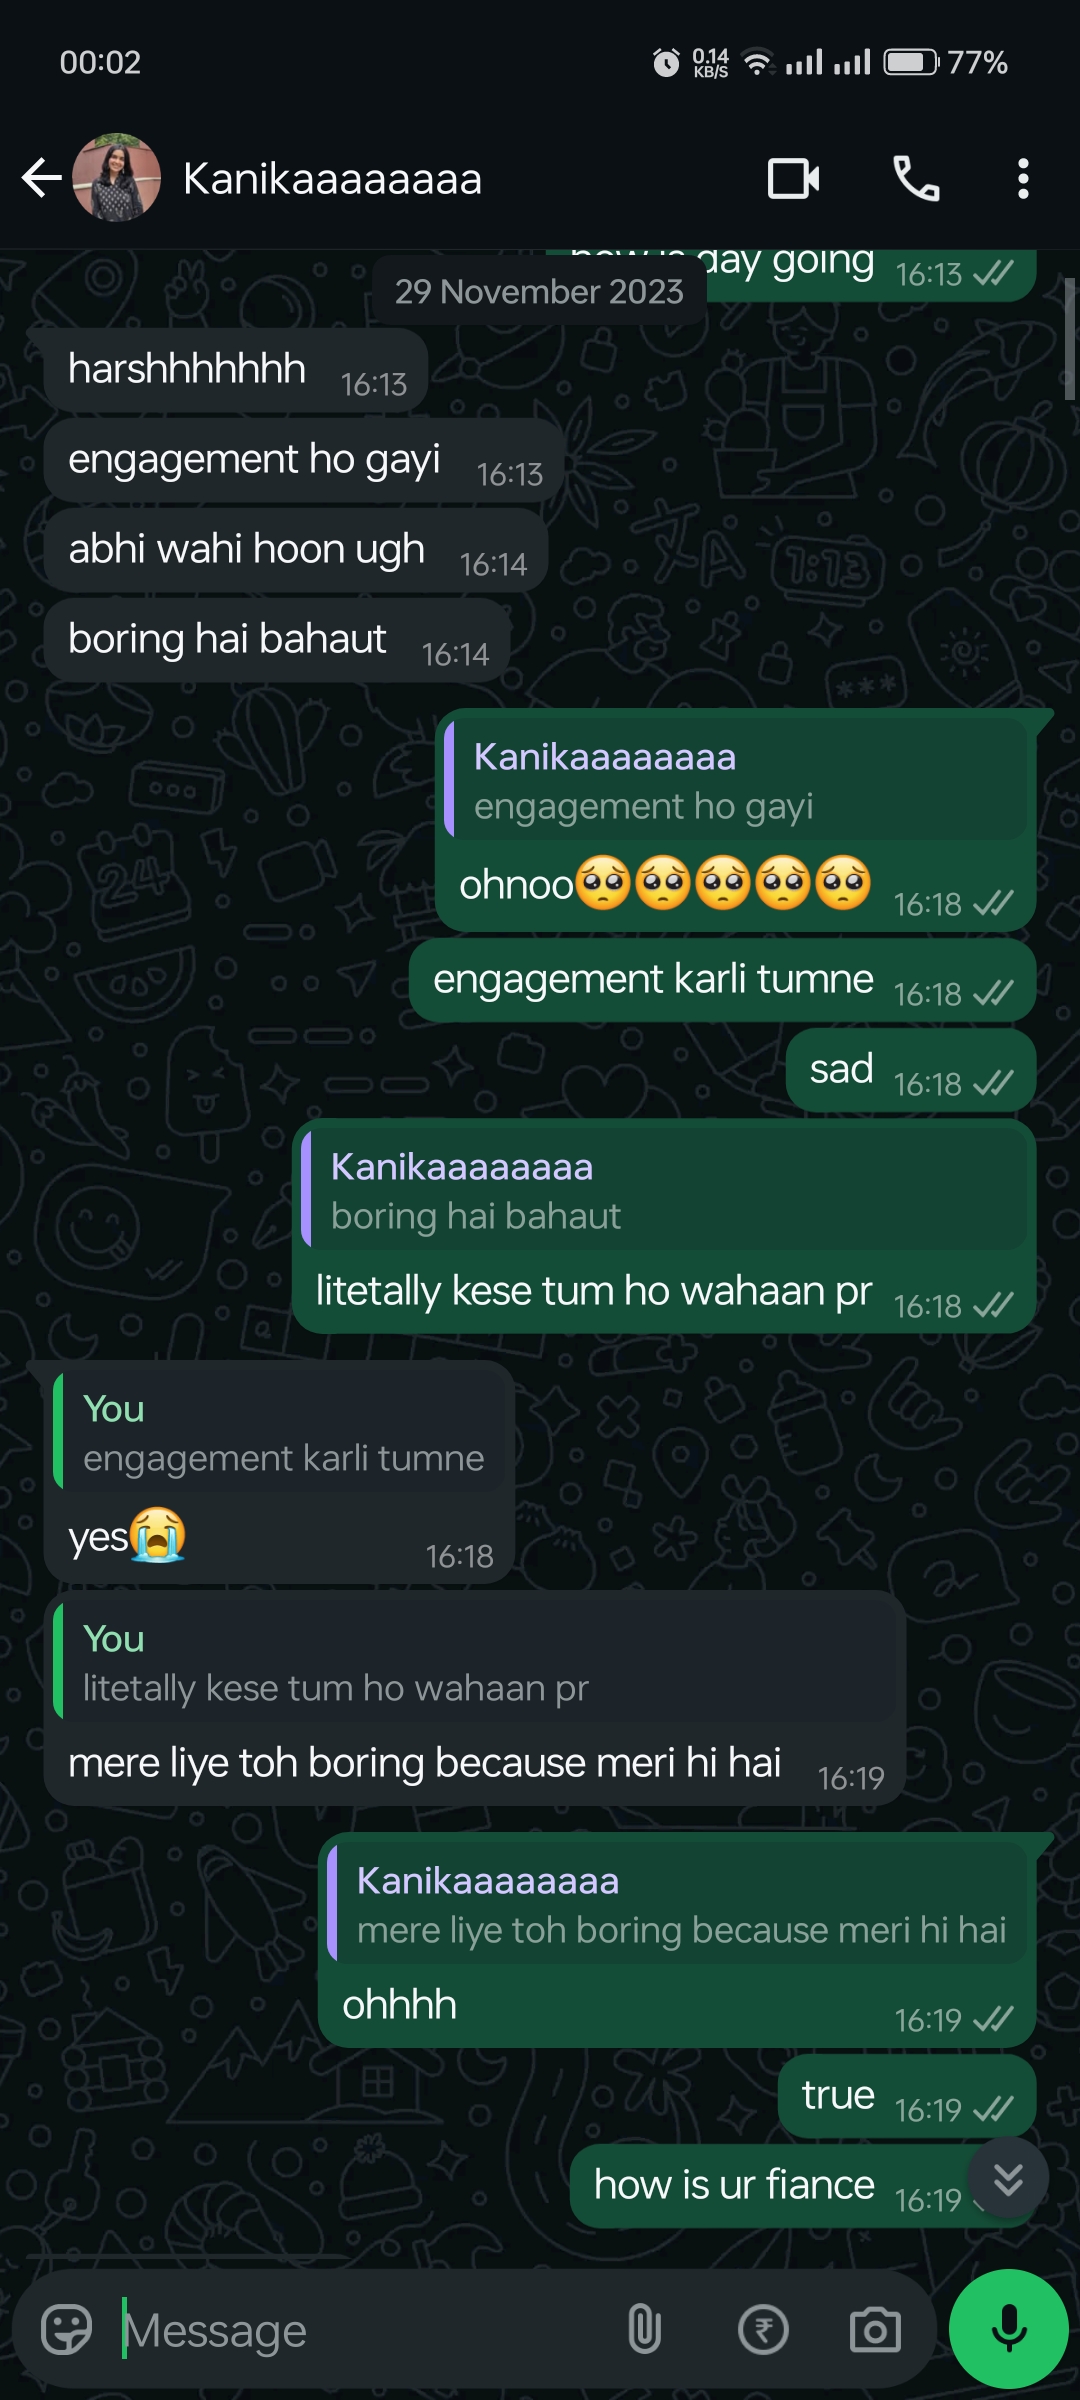 00:02
0.14
KB/S
77%
Kanikaaaaaaaa
how is day going 16:13
29 November 2023
harshhhhhhh 16:13
engagement ho gayi 16:13
abhi wahi hoon ugh 16:14
boring hai bahaut 16:14
Kanikaaaaaaaa
engagement ho gayi
ohnoo🥺🥺🥺🥺🥺 16:18
engagement karli tumne 16:18
sad 16:18
Kanikaaaaaaaa
boring hai bahaut
litetally kese tum ho wahaan pr 16:18
You
engagement karli tumne
yes😭 16:18
You
litetally kese tum ho wahaan pr
mere liye toh boring because meri hi hai 16:19
Kanikaaaaaaaa
mere liye toh boring because meri hi hai
ohhhh 16:19
true 16:19
how is ur fiance 16:19
Message